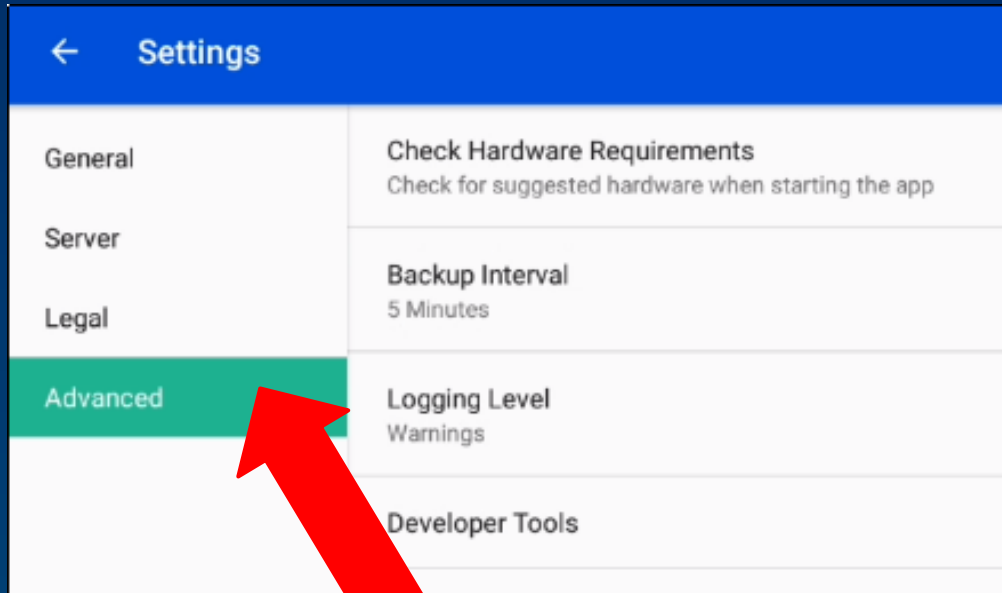 Settings
General
Server
Legal
Advanced
Check Hardware Requirements
Check for suggested hardware when starting the app
Backup Interval
5 Minutes
Logging Level
Warnings
Developer Tools